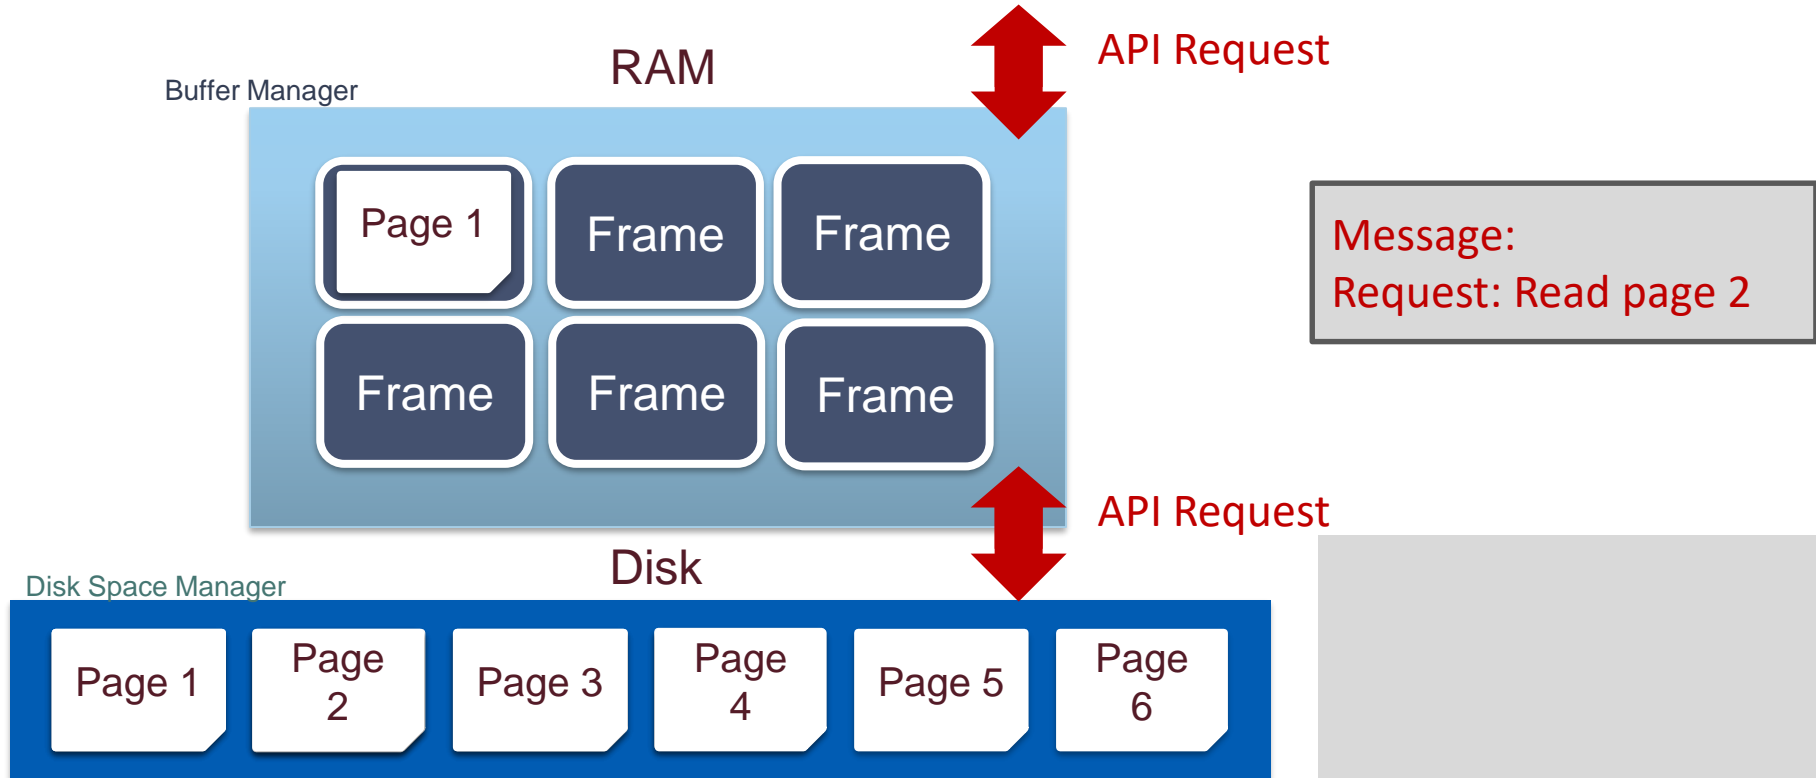 RAM
API Request
Buffer Manager
Page 1
Frame
Frame
Frame
Frame
Frame
Message:
Request: Read page 2
API Request
Disk
Disk Space Manager
Page 1
Page
2
Page 3
Page
4
Page 5
Page
6